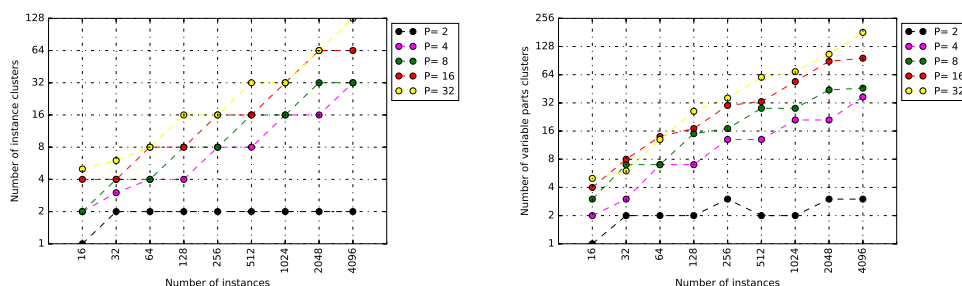 128
64
32
16
8
4
2
1
Number of instance clusters
16
32
64
128
256
512
1024
2048
4096
Number of instances
P= 2
P= 4
P= 8
P= 16
P= 32
256
128
64
32
16
8
4
2
1
Number of variable parts clusters
16
32
64
128
256
512
1024
2048
4096
Number of instances
P= 2
P= 4
P= 8
P= 16
P= 32